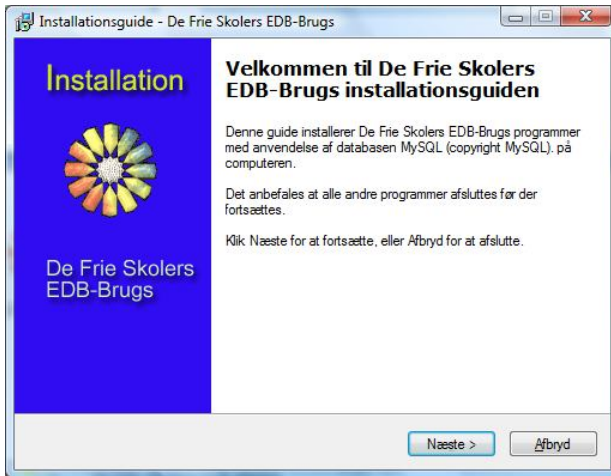 Installationsguide - De Frie Skolers EDB-Brugs
Installation
De Frie Skolers
EDB-Brugs
Velkommen til De Frie Skolers
EDB-Brugs installationsguiden
Denne guide installerer De Frie Skolers EDB-Brugs programmer
med anvendelse af databasen MySQL (copyright MySQL). på
computeren.
Det anbefales at alle andre programmer afsluttes før der
fortsættes.
Klik Næste for at fortsætte, eller Afbryd for at afslutte.
Næste >
Afbryd